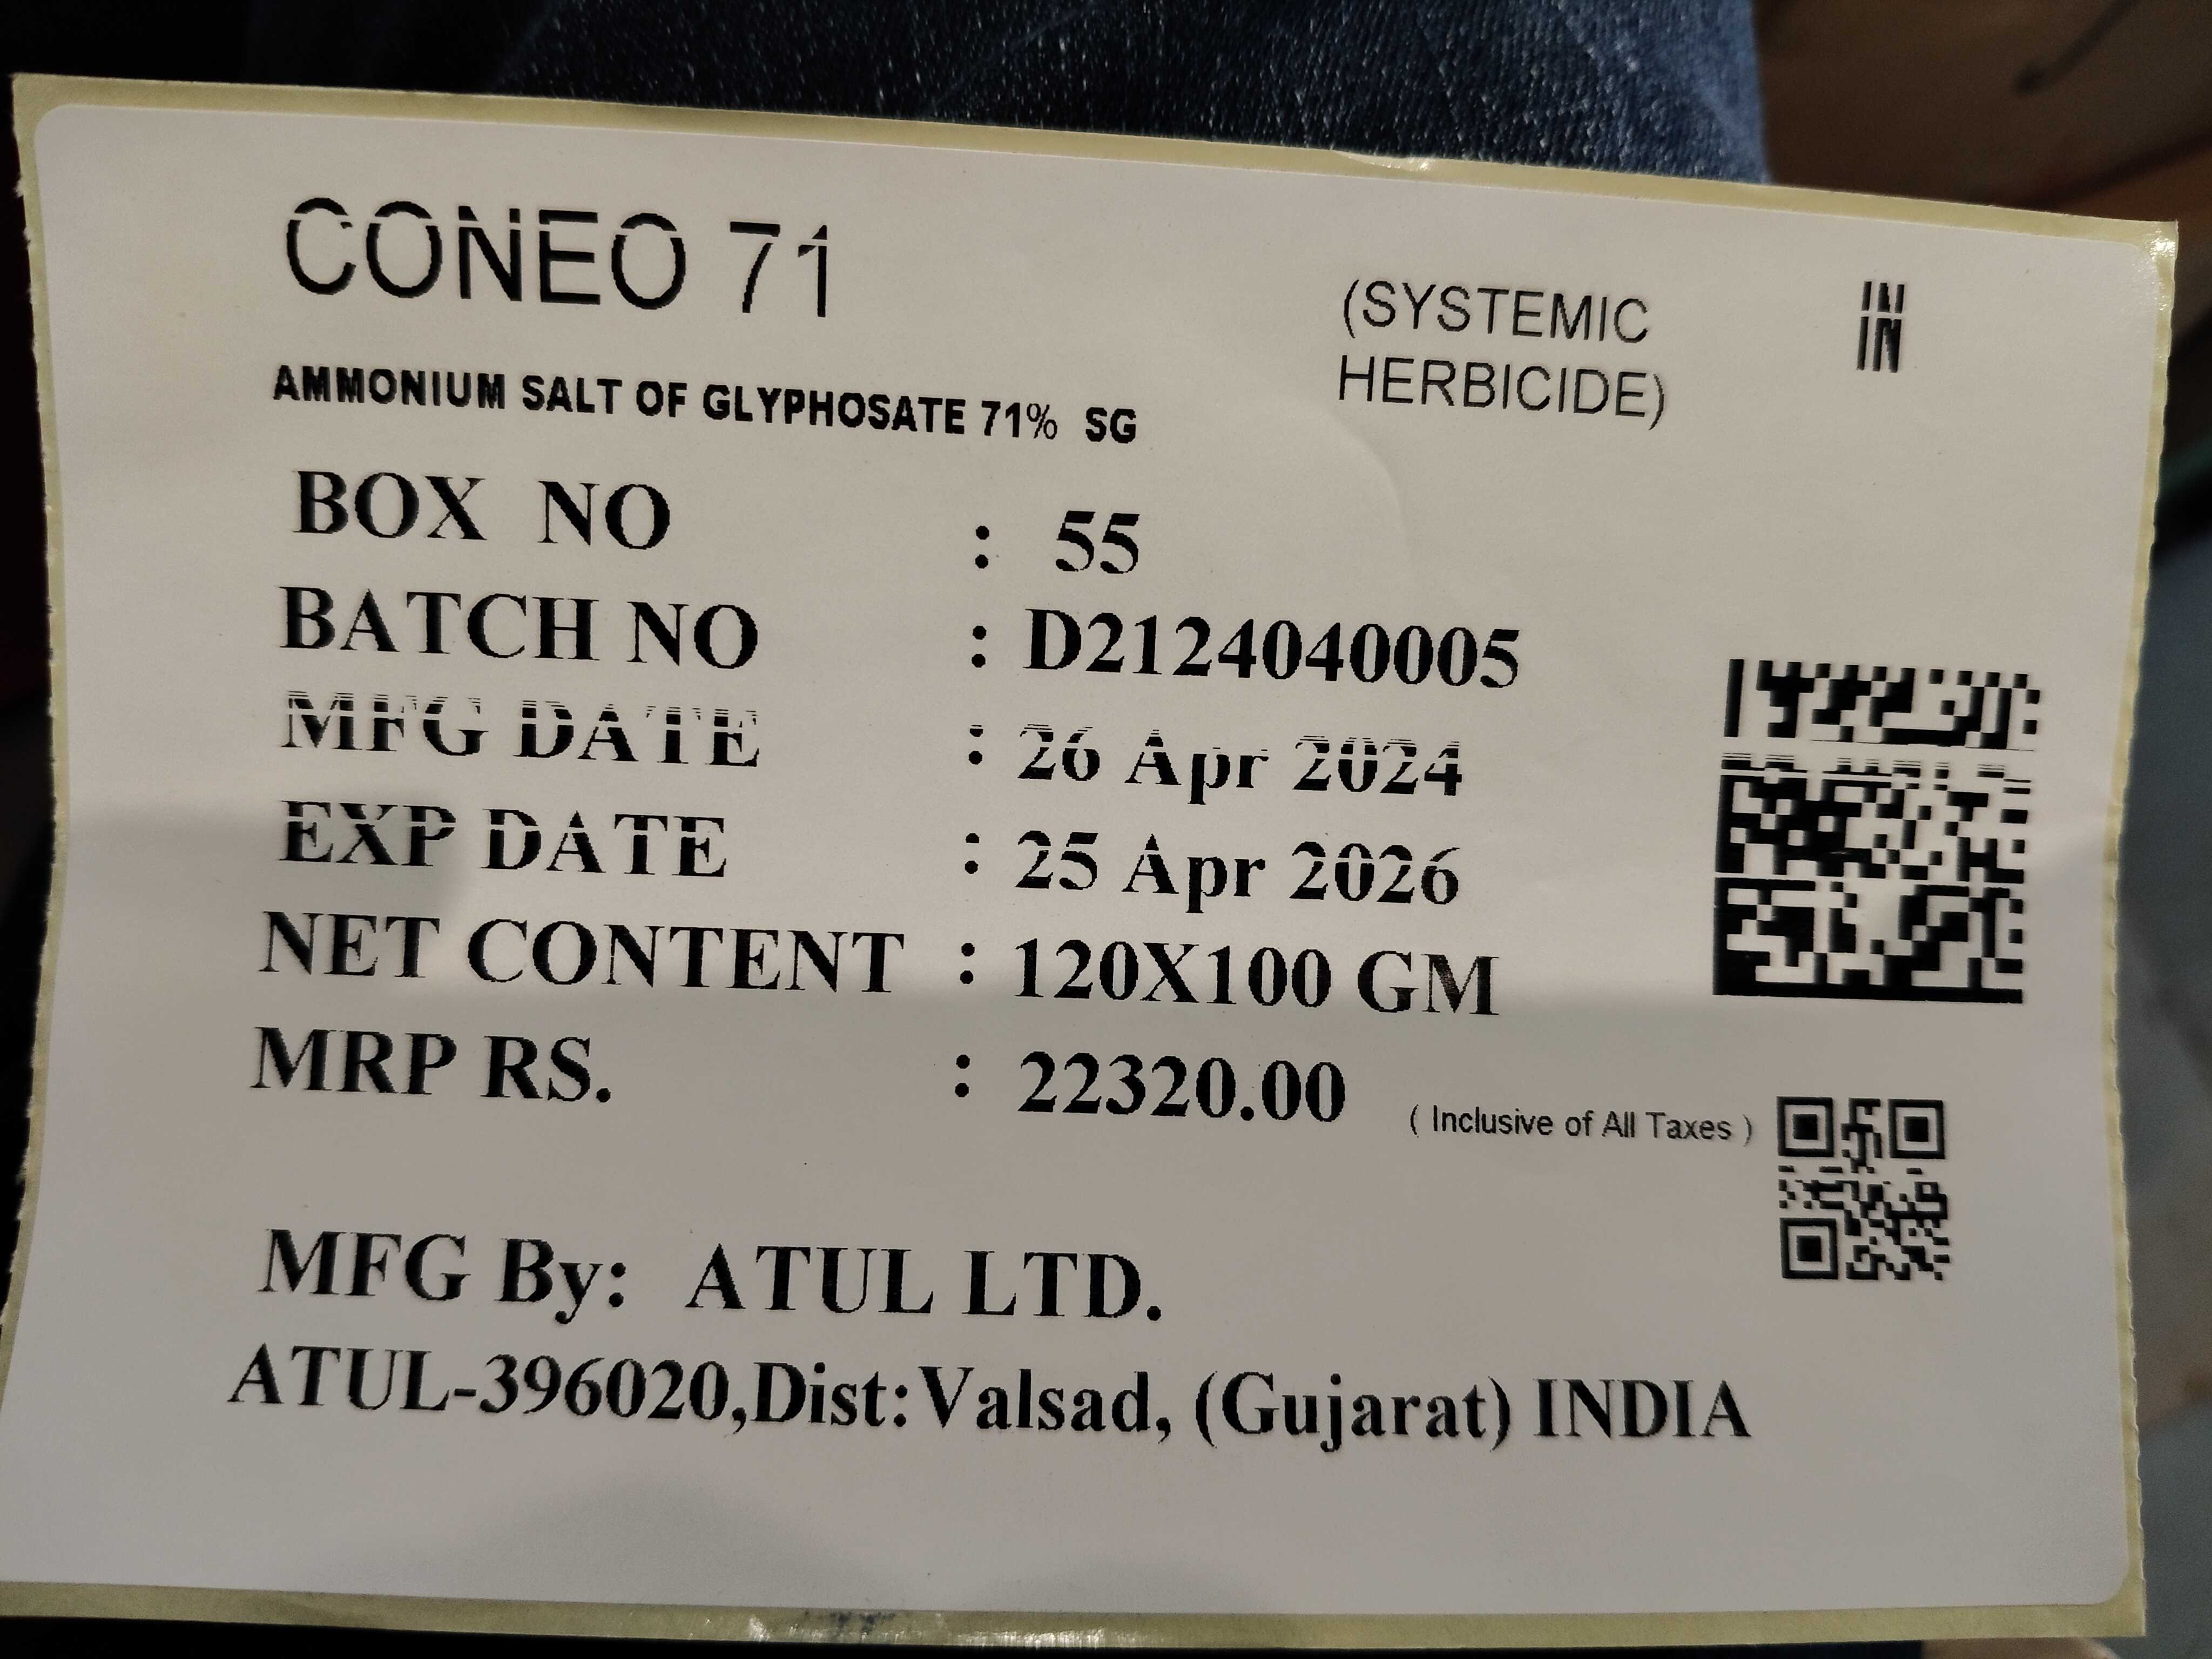 CONEO 71
(SYSTEMIC
HERBICIDE)
IN
AMMONIUM SALT OF GLYPHOSATE 71% SG
BOX NO : 55
BATCH NO : D2124040005
MFG DATE : 26 Apr 2024
EXP DATE : 25 Apr 2026
NET CONTENT : 120X100 GM
MRP RS. : 22320.00 ( Inclusive of All Taxes )
MFG By: ATUL LTD.
ATUL-396020,Dist:Valsad, (Gujarat) INDIA